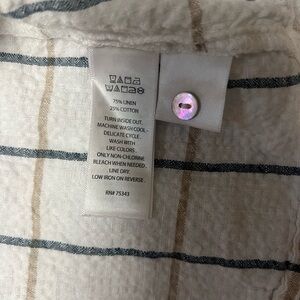 75% LINEN
25% COTTON
TURN INSIDE OUT.
MACHINE WASH COOL -
DELICATE CYCLE.
WASH WITH
LIKE COLORS.
ONLY NON-CHLORINE
BLEACH WHEN NEEDED.
LINE DRY.
LOW IRON ON REVERSE.
RN# 75343